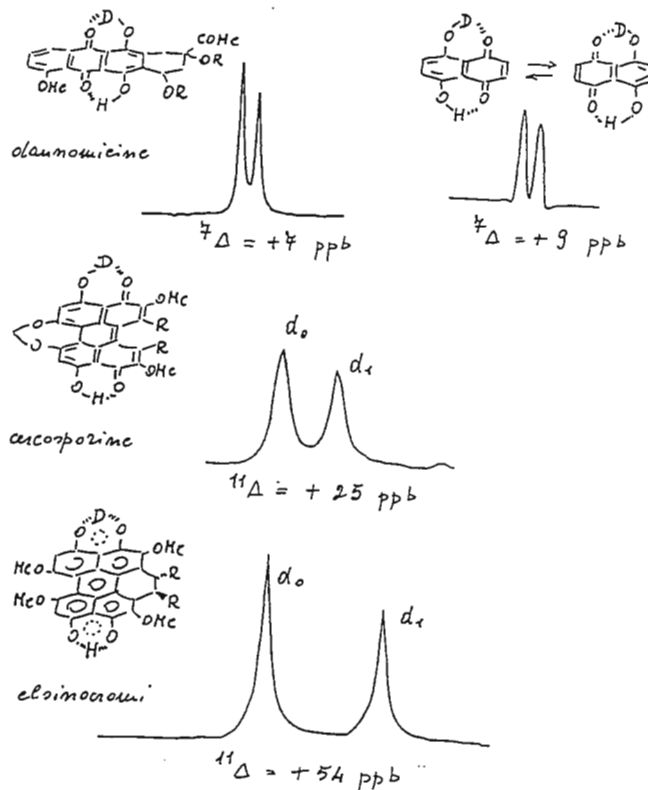 O D O
COMe
OR
OMe O H O OR
daunomicine
⁷Δ = +7 ppb
O D O
O H O
⇌
O D O
O H O
⁷Δ = +9 ppb
D
O O
OMe
O R
O R
OMe
O H O
cercosporine
d₀
d₁
¹¹Δ = +25 ppb
O D O
OMe
MeO R
MeO R
OMe
O H O
elsinocromi
d₀
d₁
¹¹Δ = +54 ppb